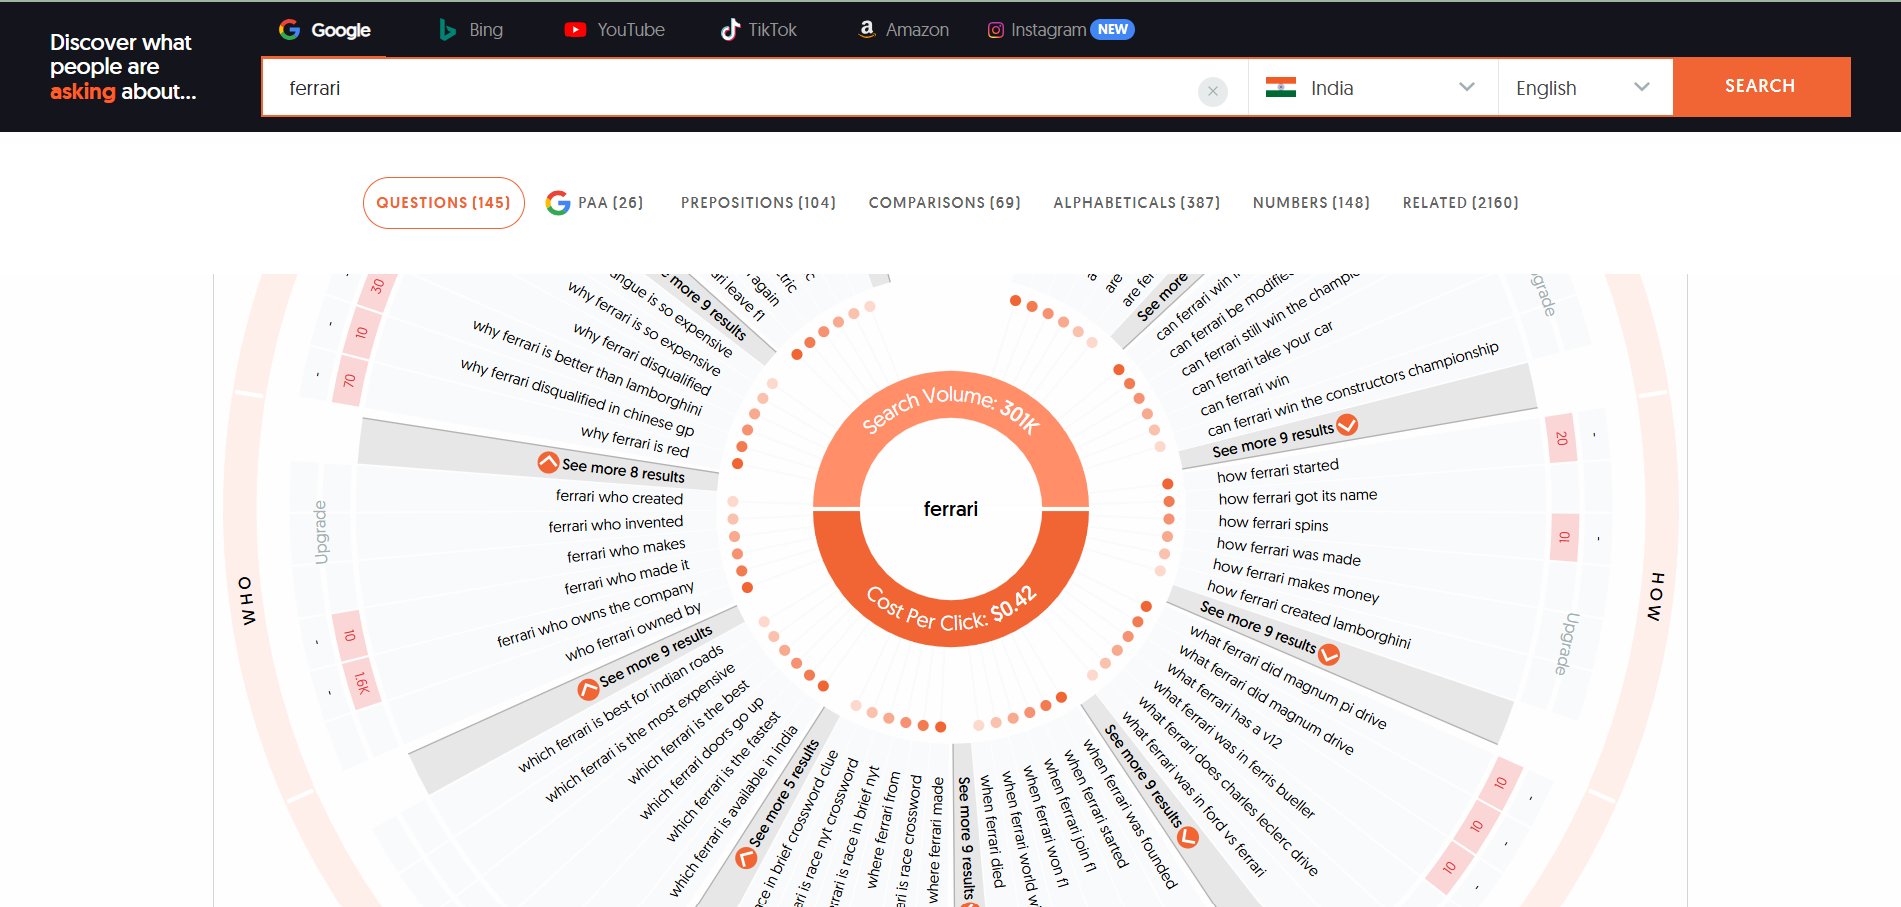 Discover what
people are
asking about...
Google
Bing
YouTube
TikTok
Amazon
Instagram NEW
ferrari
India
English
SEARCH
QUESTIONS (145)
PAA (26)
PREPOSITIONS (104)
COMPARISONS (69)
ALPHABETICALS (387)
NUMBERS (148)
RELATED (2160)
Search Volume: 301K
ferrari
Cost Per Click: $0.42
are
are
See more
can ferrari win
can ferrari be modified
can ferrari still win the
can ferrari take your car
can ferrari win
can ferrari win the constructors championship
See more 9 results
Upgrade
how ferrari started
20
-
how ferrari got its name
how ferrari spins
10
-
how ferrari was made
how ferrari makes money
how ferrari created lamborghini
See more 9 results
Upgrade
HOW
what ferrari did magnum pi drive
what ferrari did magnum drive
what ferrari has a v12
what ferrari was in ferris bueller
what ferrari does charles leclerc drive
what ferrari was in ford vs ferrari
See more 9 results
10
-
10
-
10
-
when ferrari was founded
when ferrari started
when ferrari join f1
when ferrari won f1
when ferrari world
when ferrari died
See more 9 results
where ferrari made
is race crossword
where ferrari from
is race in brief nyt
is race nyt crossword
in brief crossword clue
See more 5 results
which ferrari is available in india
which ferrari is the fastest
which ferrari doors go up
which ferrari is the best
which ferrari is the most expensive
which ferrari is best for indian roads
See more 9 results
who ferrari owned by
1.6K
-
ferrari who owns the company
10
-
ferrari who made it
ferrari who makes
ferrari who invented
ferrari who created
Upgrade
WHO
See more 8 results
why ferrari is red
why ferrari disqualified in chinese gp
70
-
why ferrari is better than lamborghini
10
-
why ferrari disqualified
30
why ferrari is so expensive
is so expensive
more 9 results
leave f1
again